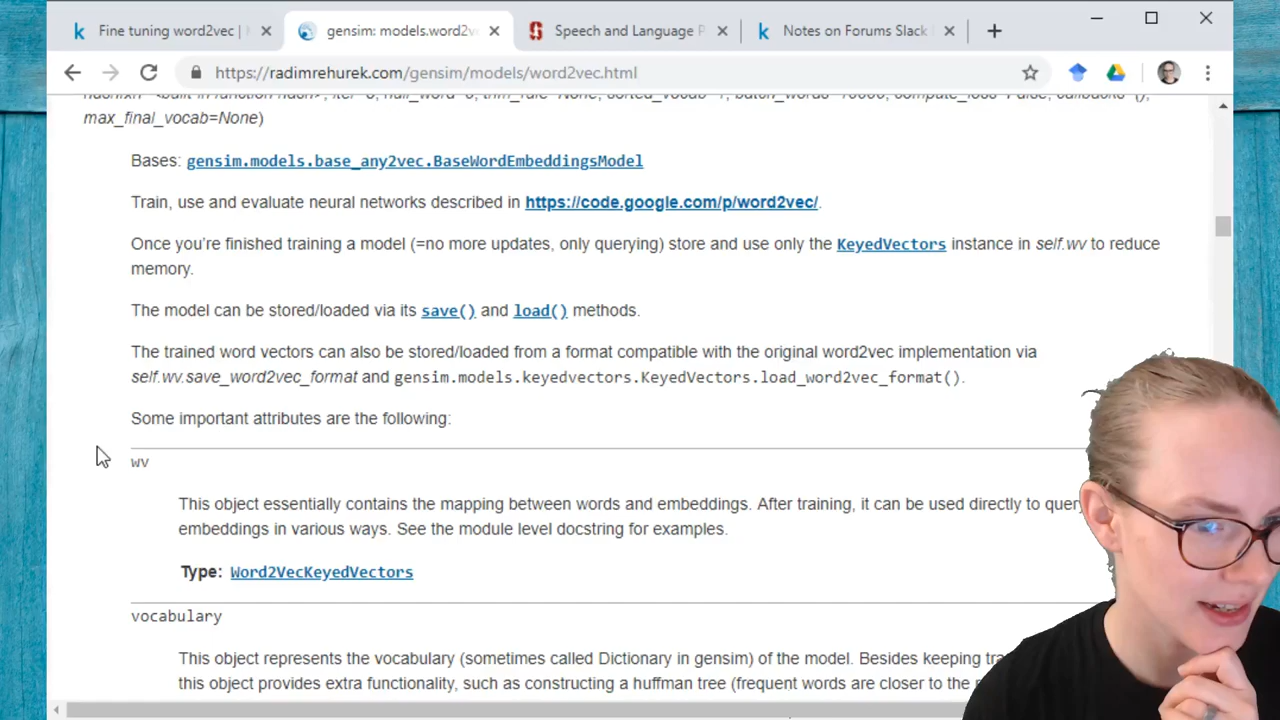 Fine tuning word2vec |
gensim: models.word2v
Speech and Language P
Notes on Forums Slack
https://radimrehurek.com/gensim/models/word2vec.html
max_final_vocab=None)
Bases: gensim.models.base_any2vec.BaseWordEmbeddingsModel
Train, use and evaluate neural networks described in https://code.google.com/p/word2vec/.
Once you're finished training a model (=no more updates, only querying) store and use only the KeyedVectors instance in self.wv to reduce
memory.
The model can be stored/loaded via its save() and load() methods.
The trained word vectors can also be stored/loaded from a format compatible with the original word2vec implementation via
self.wv.save_word2vec_format and gensim.models.keyedvectors.KeyedVectors.load_word2vec_format().
Some important attributes are the following:
wv
This object essentially contains the mapping between words and embeddings. After training, it can be used directly to query
embeddings in various ways. See the module level docstring for examples.
Type: Word2VecKeyedVectors
vocabulary
This object represents the vocabulary (sometimes called Dictionary in gensim) of the model. Besides keeping
this object provides extra functionality, such as constructing a huffman tree (frequent words are closer to the